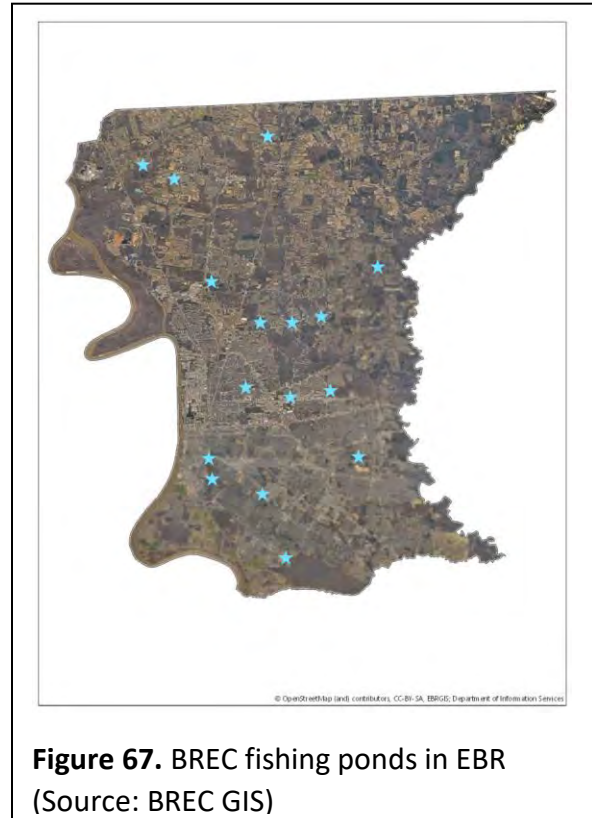 © OpenStreetMap (and) contributors, CC-BY-SA, EBRGIS; Department of Information Services
Figure 67. BREC fishing ponds in EBR
(Source: BREC GIS)